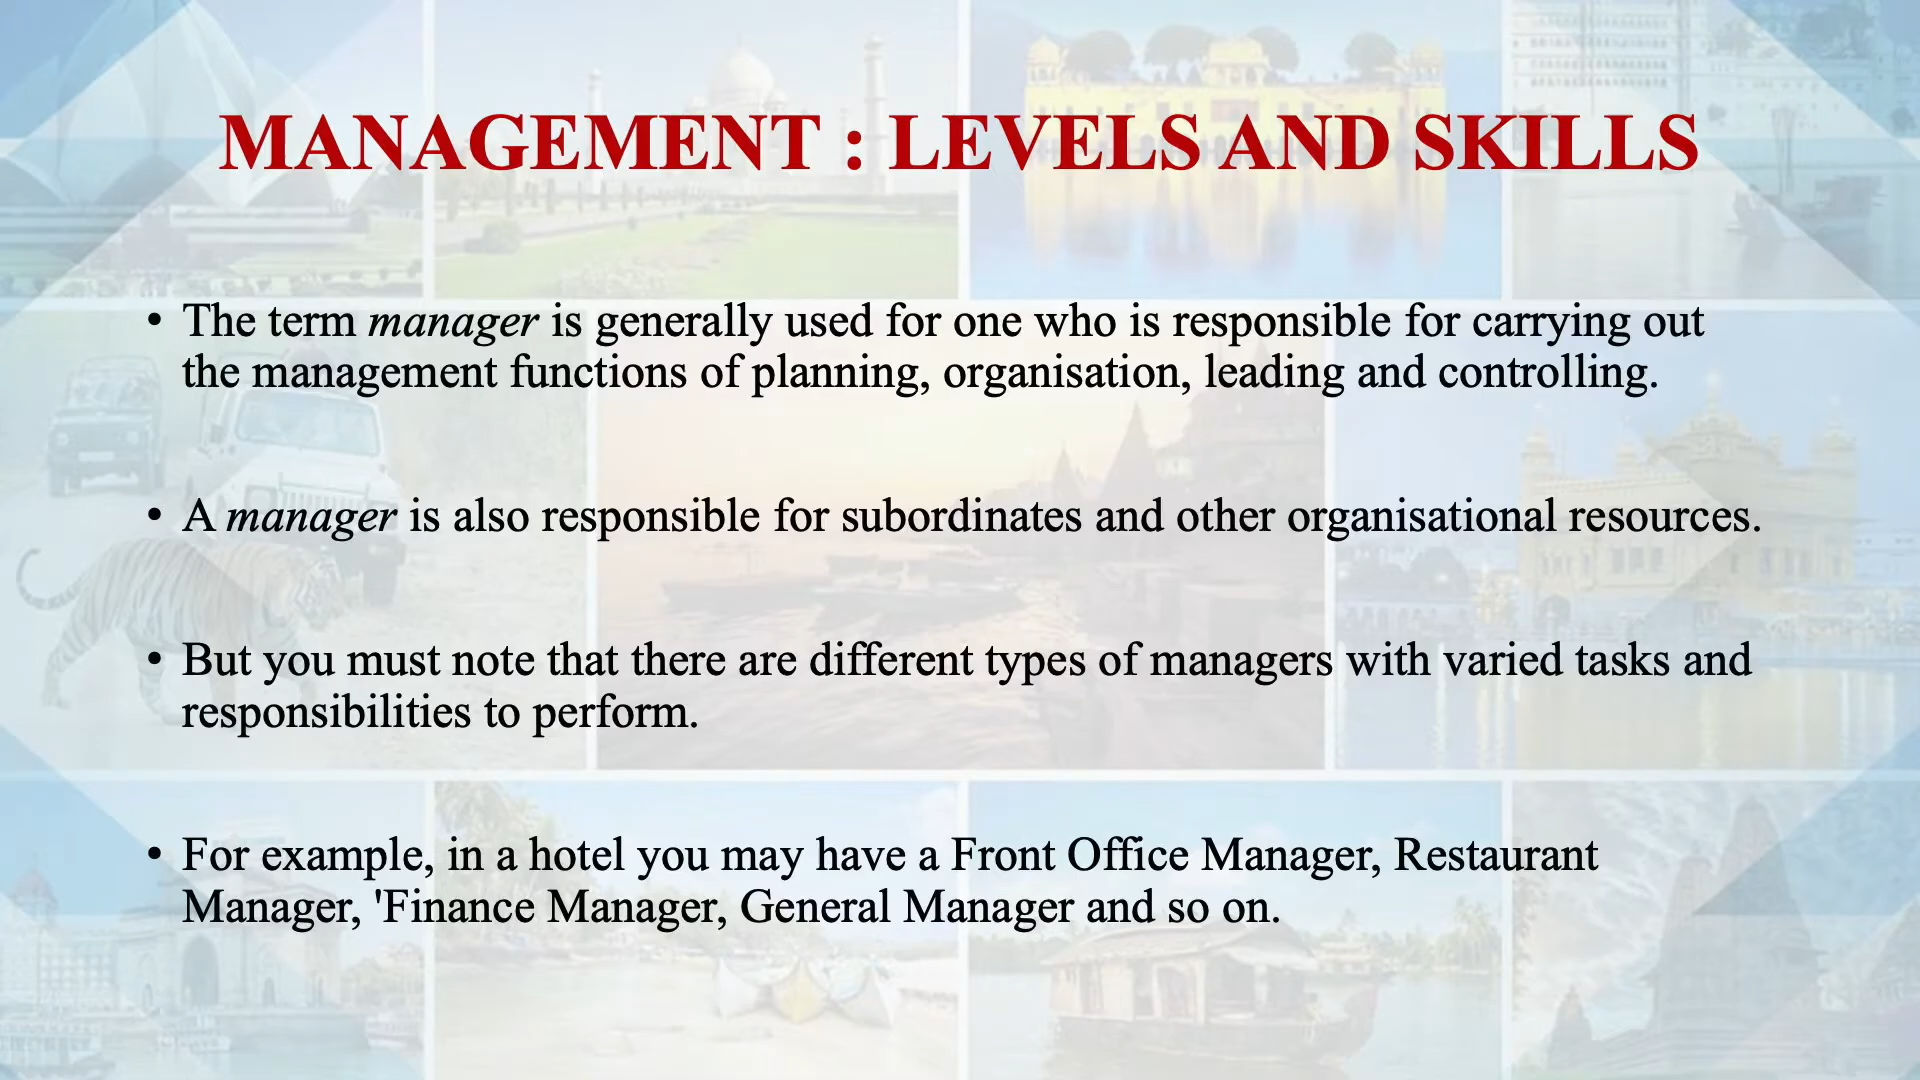 MANAGEMENT : LEVELS AND SKILLS
• The term manager is generally used for one who is responsible for carrying out
the management functions of planning, organisation, leading and controlling.
• A manager is also responsible for subordinates and other organisational resources.
• But you must note that there are different types of managers with varied tasks and
responsibilities to perform.
• For example, in a hotel you may have a Front Office Manager, Restaurant
Manager, 'Finance Manager, General Manager and so on.